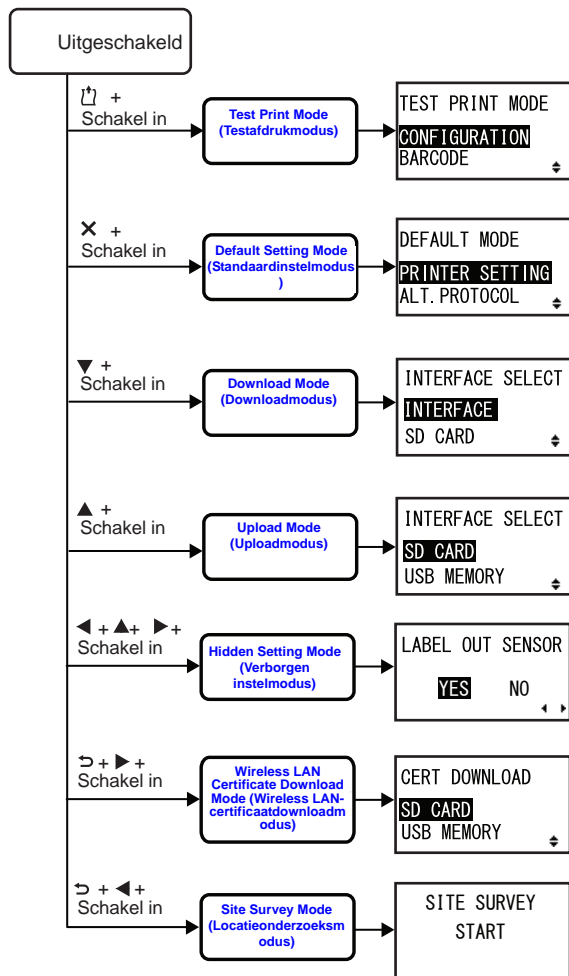 Uitgeschakeld
+
Schakel in
Test Print Mode
(Testafdrukmodus)
TEST PRINT MODE
CONFIGURATION
BARCODE
+
Schakel in
Default Setting Mode
(Standaardinstelmodus
)
DEFAULT MODE
PRINTER SETTING
ALT. PROTOCOL
+
Schakel in
Download Mode
(Downloadmodus)
INTERFACE SELECT
INTERFACE
SD CARD
+
Schakel in
Upload Mode
(Uploadmodus)
INTERFACE SELECT
SD CARD
USB MEMORY
+ + +
Schakel in
Hidden Setting Mode
(Verborgen
instelmodus)
LABEL OUT SENSOR
YES NO
+ +
Schakel in
Wireless LAN
Certificate Download
Mode (Wireless LAN-
certificaatdownloadm
odus)
CERT DOWNLOAD
SD CARD
USB MEMORY
+ +
Schakel in
Site Survey Mode
(Locatieonderzoeksm
odus)
SITE SURVEY
START